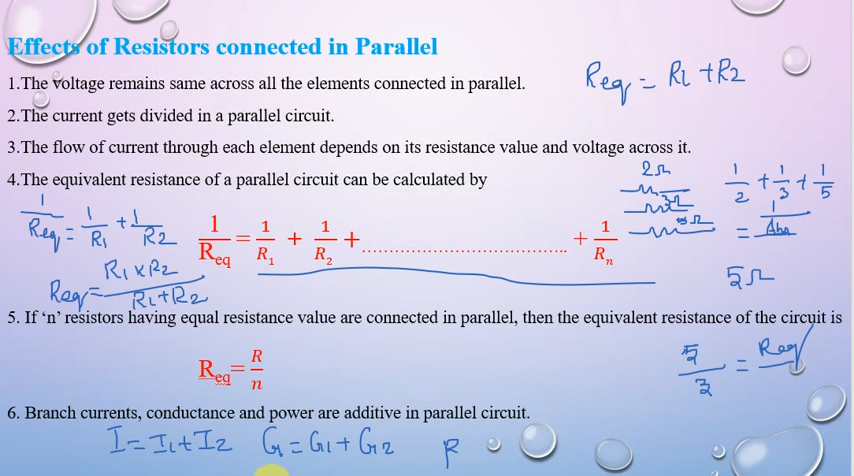 Effects of Resistors connected in Parallel
1.The voltage remains same across all the elements connected in parallel.
Req = R1 + R2
2.The current gets divided in a parallel circuit.
3.The flow of current through each element depends on its resistance value and voltage across it.
4.The equivalent resistance of a parallel circuit can be calculated by
2Ω
3Ω
5Ω
1/2 + 1/3 + 1/5
= 1/Ans
1/Req = 1/R1 + 1/R2
1/Req = 1/R1 + 1/R2 + ........................................ + 1/Rn
Req = R1 x R2 / R1 + R2
5Ω
5. If ‘n’ resistors having equal resistance value are connected in parallel, then the equivalent resistance of the circuit is
Req = R/n
5/3 = Req
6. Branch currents, conductance and power are additive in parallel circuit.
I = I1 + I2 G = G1 + G2